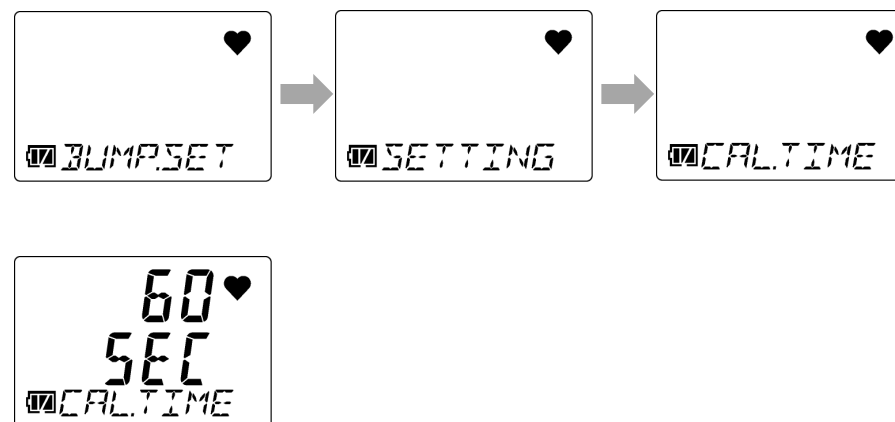 BUMP.SET
SETTING
CAL.TIME
60
SEC
CAL.TIME